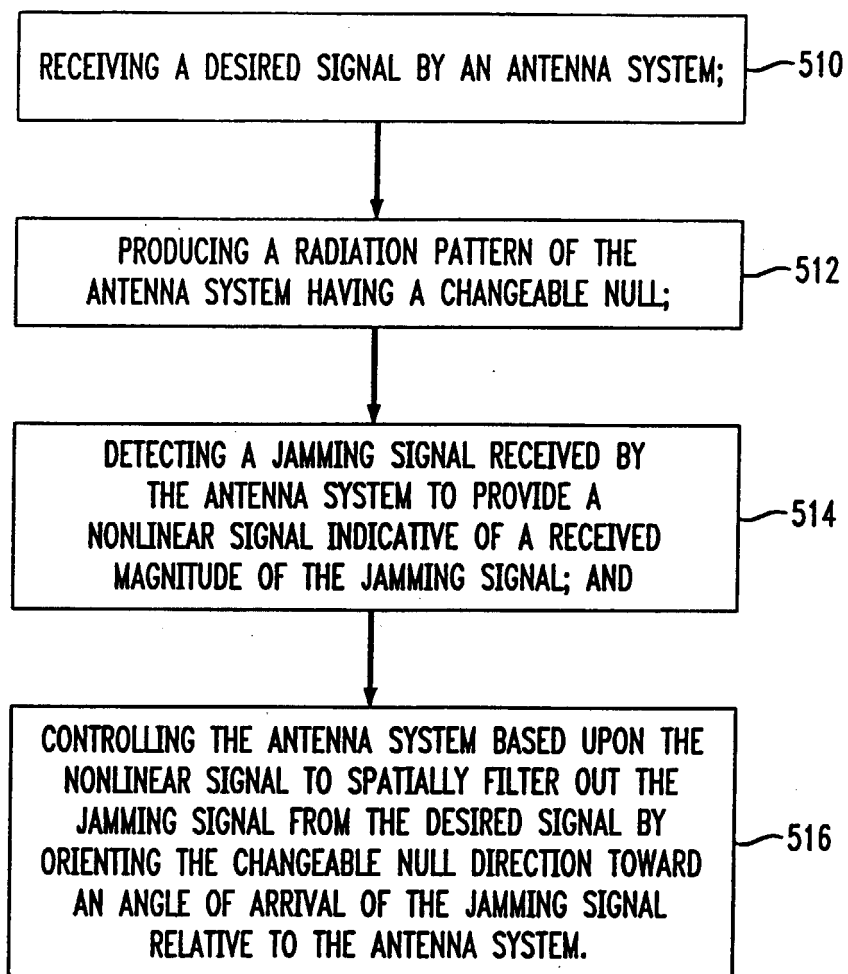 RECEIVING A DESIRED SIGNAL BY AN ANTENNA SYSTEM;
510
PRODUCING A RADIATION PATTERN OF THE
ANTENNA SYSTEM HAVING A CHANGEABLE NULL;
512
DETECTING A JAMMING SIGNAL RECEIVED BY
THE ANTENNA SYSTEM TO PROVIDE A
NONLINEAR SIGNAL INDICATIVE OF A RECEIVED
MAGNITUDE OF THE JAMMING SIGNAL; AND
514
CONTROLLING THE ANTENNA SYSTEM BASED UPON THE
NONLINEAR SIGNAL TO SPATIALLY FILTER OUT THE
JAMMING SIGNAL FROM THE DESIRED SIGNAL BY
ORIENTING THE CHANGEABLE NULL DIRECTION TOWARD
AN ANGLE OF ARRIVAL OF THE JAMMING SIGNAL
RELATIVE TO THE ANTENNA SYSTEM.
516